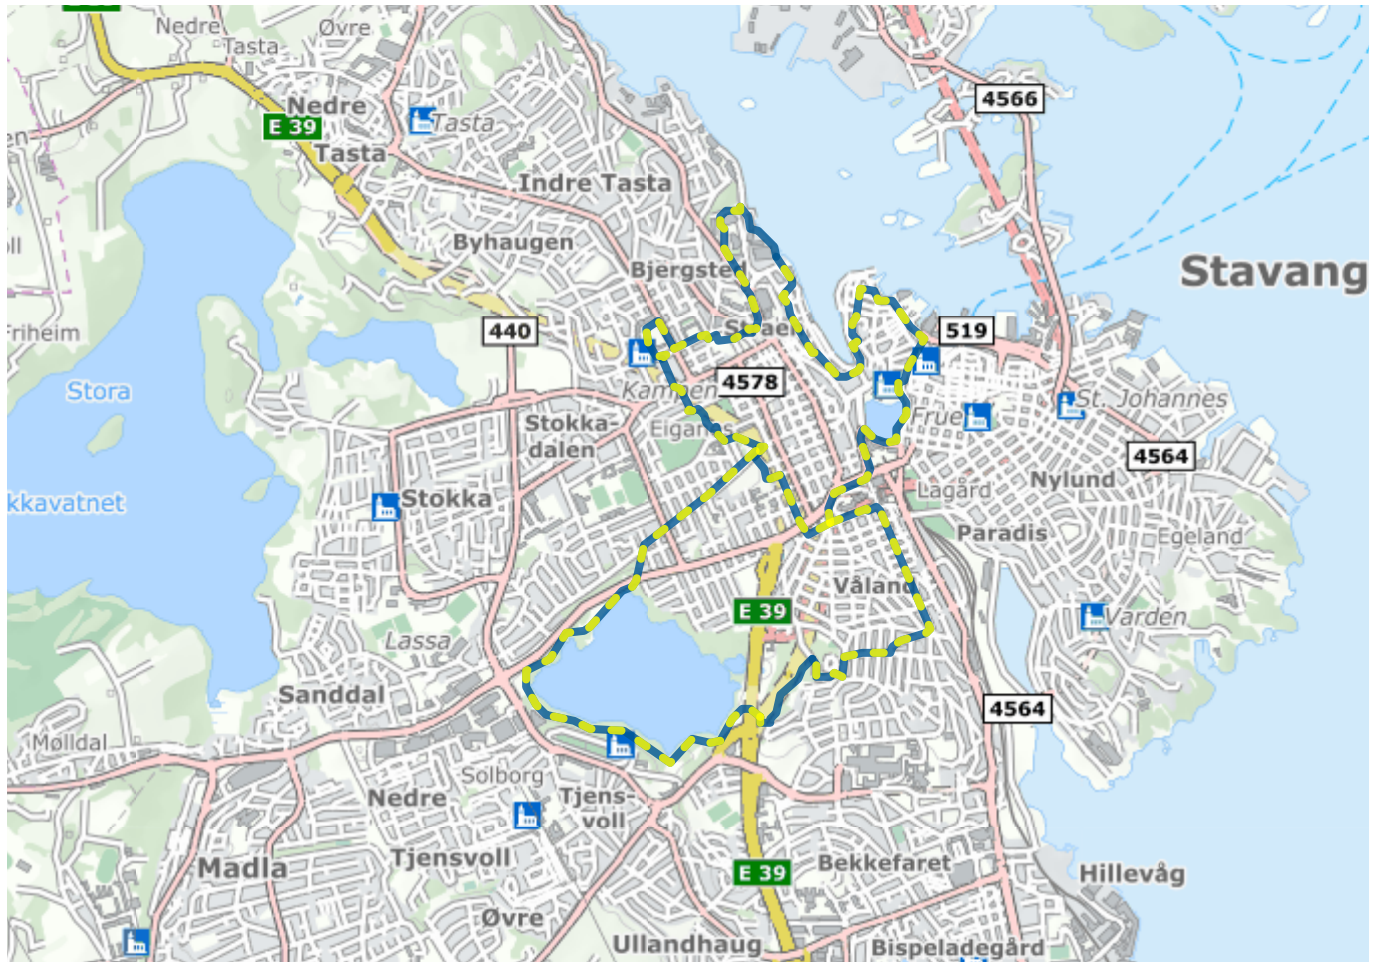 Nedre
Øvre
Tasta
Nedre
Tasta
E 39
Tasta
4566
Indre Tasta
Byhaugen
Bjergsted
Stavang
Friheim
440
519
Stora
Kampen
4578
Eiganes
Stokka-
dalen
Frue
St. Johannes
4564
kkavatnet
Stokka
Lagård
Nylund
Paradis
Egeland
Våland
E 39
Varden
Lassa
Sanddal
4564
Mølldal
Solborg
Nedre
Tjensvoll
Tjens-
voll
Madla
E 39
Bekkefaret
Hillevåg
Øvre
Ullandhaug
Bispeladegård